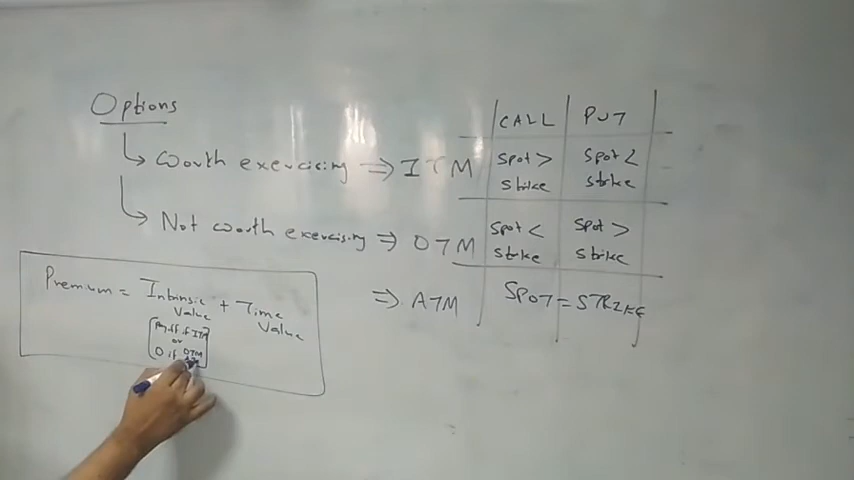 Options
CALL
PUT
Worth exercising ⇒ ITM
Spot >
Strike
Spot <
Strike
Not worth exercising ⇒ OTM
Spot <
Strike
Spot >
Strike
⇒ ATM
SPOT = STRIKE
Premium = Intrinsic Value + Time Value
Payoff if ITM
or
0 if OTM